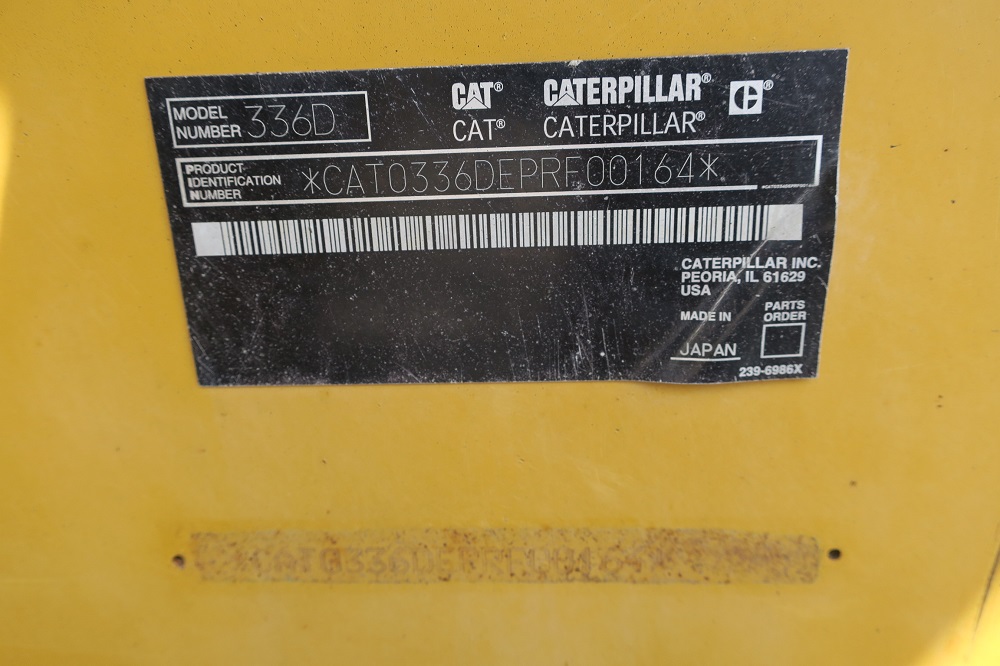 MODEL NUMBER 336D
CAT® CATERPILLAR® C®
CAT® CATERPILLAR®
PRODUCT IDENTIFICATION NUMBER *CAT0336DEPRF00164*
CATERPILLAR INC.
PEORIA, IL 61629
USA
MADE IN
JAPAN
PARTS ORDER
239-6986X